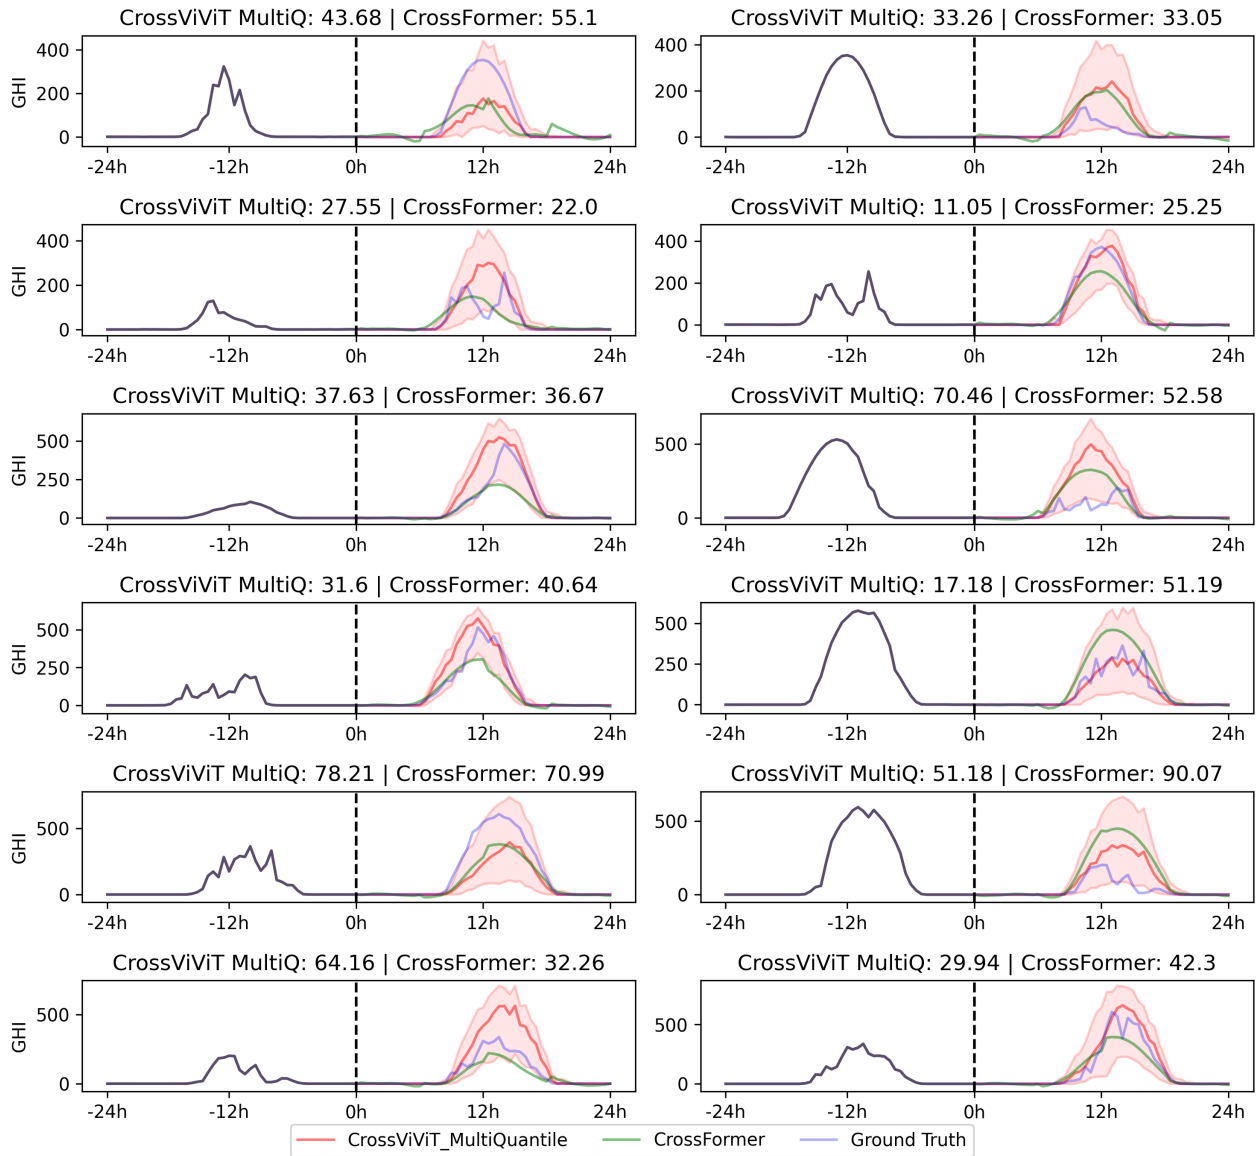 CrossViViT MultiQ: 43.68 | CrossFormer: 55.1
GHI
400
200
0
-24h -12h 0h 12h 24h
CrossViViT MultiQ: 33.26 | CrossFormer: 33.05
400
200
0
-24h -12h 0h 12h 24h
CrossViViT MultiQ: 27.55 | CrossFormer: 22.0
GHI
400
200
0
-24h -12h 0h 12h 24h
CrossViViT MultiQ: 11.05 | CrossFormer: 25.25
400
200
0
-24h -12h 0h 12h 24h
CrossViViT MultiQ: 37.63 | CrossFormer: 36.67
GHI
500
250
0
-24h -12h 0h 12h 24h
CrossViViT MultiQ: 70.46 | CrossFormer: 52.58
500
0
-24h -12h 0h 12h 24h
CrossViViT MultiQ: 31.6 | CrossFormer: 40.64
GHI
500
250
0
-24h -12h 0h 12h 24h
CrossViViT MultiQ: 17.18 | CrossFormer: 51.19
500
250
0
-24h -12h 0h 12h 24h
CrossViViT MultiQ: 78.21 | CrossFormer: 70.99
GHI
500
0
-24h -12h 0h 12h 24h
CrossViViT MultiQ: 51.18 | CrossFormer: 90.07
500
0
-24h -12h 0h 12h 24h
CrossViViT MultiQ: 64.16 | CrossFormer: 32.26
GHI
500
0
-24h -12h 0h 12h 24h
CrossViViT MultiQ: 29.94 | CrossFormer: 42.3
500
0
-24h -12h 0h 12h 24h
CrossViViT_MultiQuantile CrossFormer Ground Truth